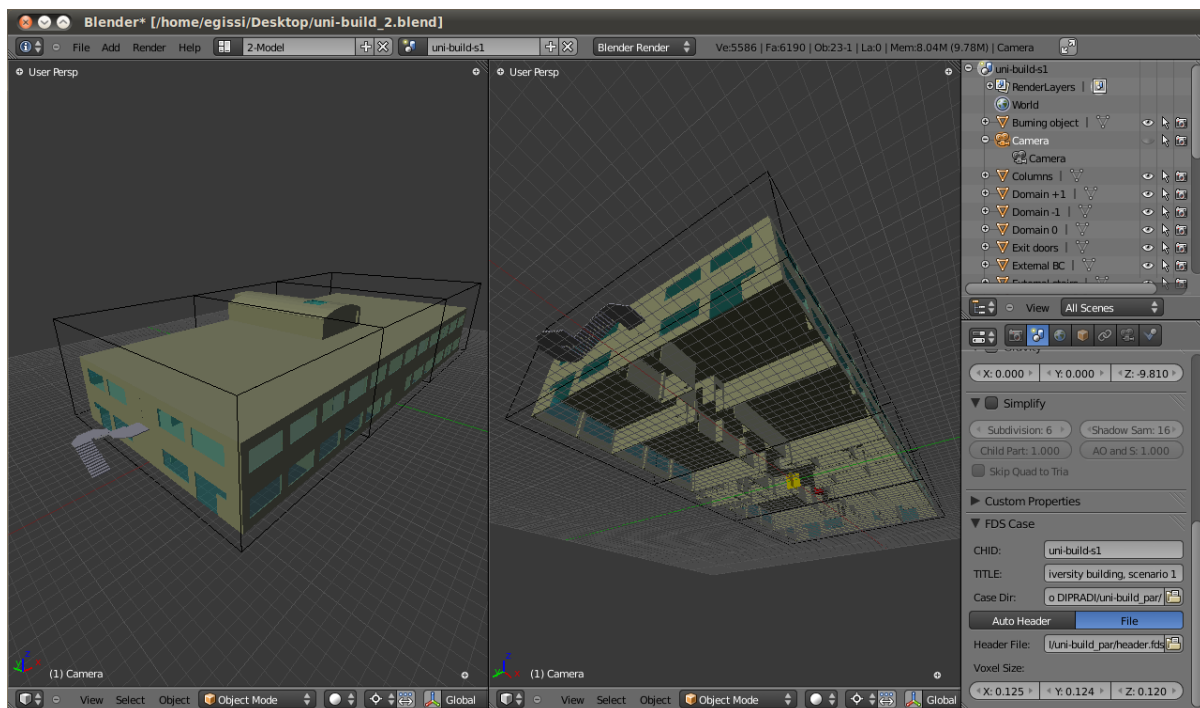 Blender* [/home/egissi/Desktop/uni-build_2.blend]
File Add Render Help 2-Model uni-build-s1 Blender Render Ve:5586 | Fa:6190 | Ob:23-1 | La:0 | Mem:8.04M (9.78M) | Camera
User Persp
(1) Camera
View Select Object Object Mode Global
User Persp
(1) Camera
View Select Object Object Mode Global
uni-build-s1
RenderLayers |
World
Burning object |
Camera
Camera
Columns |
Domain +1 |
Domain -1 |
Domain 0 |
Exit doors |
External BC |
External stairs |
View All Scenes
Gravity
X: 0.000 Y: 0.000 Z: -9.810
Simplify
Subdivision: 6 Shadow Sam: 16
Child Part: 1.000 AO and S: 1.000
Skip Quad to Tria
Custom Properties
FDS Case
CHID: uni-build-s1
TITLE: iversity building, scenario 1
Case Dir: o DIPRADI/uni-build_par/
Auto Header File
Header File: l/uni-build_par/header.fds
Voxel Size:
X: 0.125 Y: 0.124 Z: 0.120